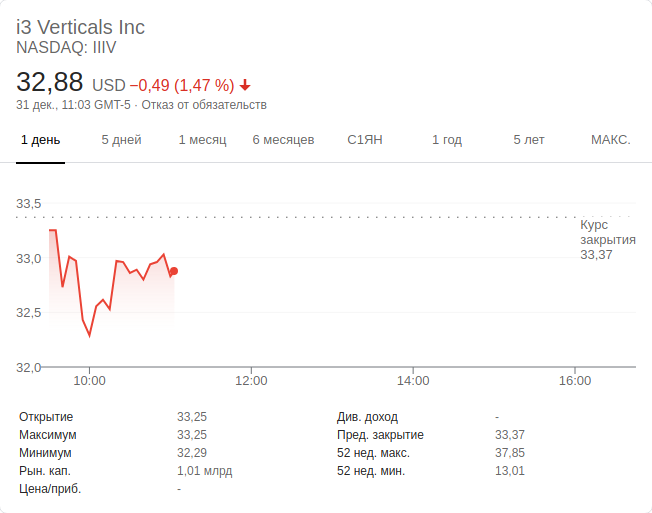 i3 Verticals Inc
NASDAQ: IIIV
32,88 USD −0,49 (1,47 %)
31 дек., 11:03 GMT-5 · Отказ от обязательств
1 день 5 дней 1 месяц 6 месяцев С1ЯН 1 год 5 лет МАКС.
33,5
Курс
закрытия
33,37
33,0
32,5
32,0
10:00 12:00 14:00 16:00
Открытие 33,25 Див. доход -
Максимум 33,25 Пред. закрытие 33,37
Минимум 32,29 52 нед. макс. 37,85
Рын. кап. 1,01 млрд 52 нед. мин. 13,01
Цена/приб. -